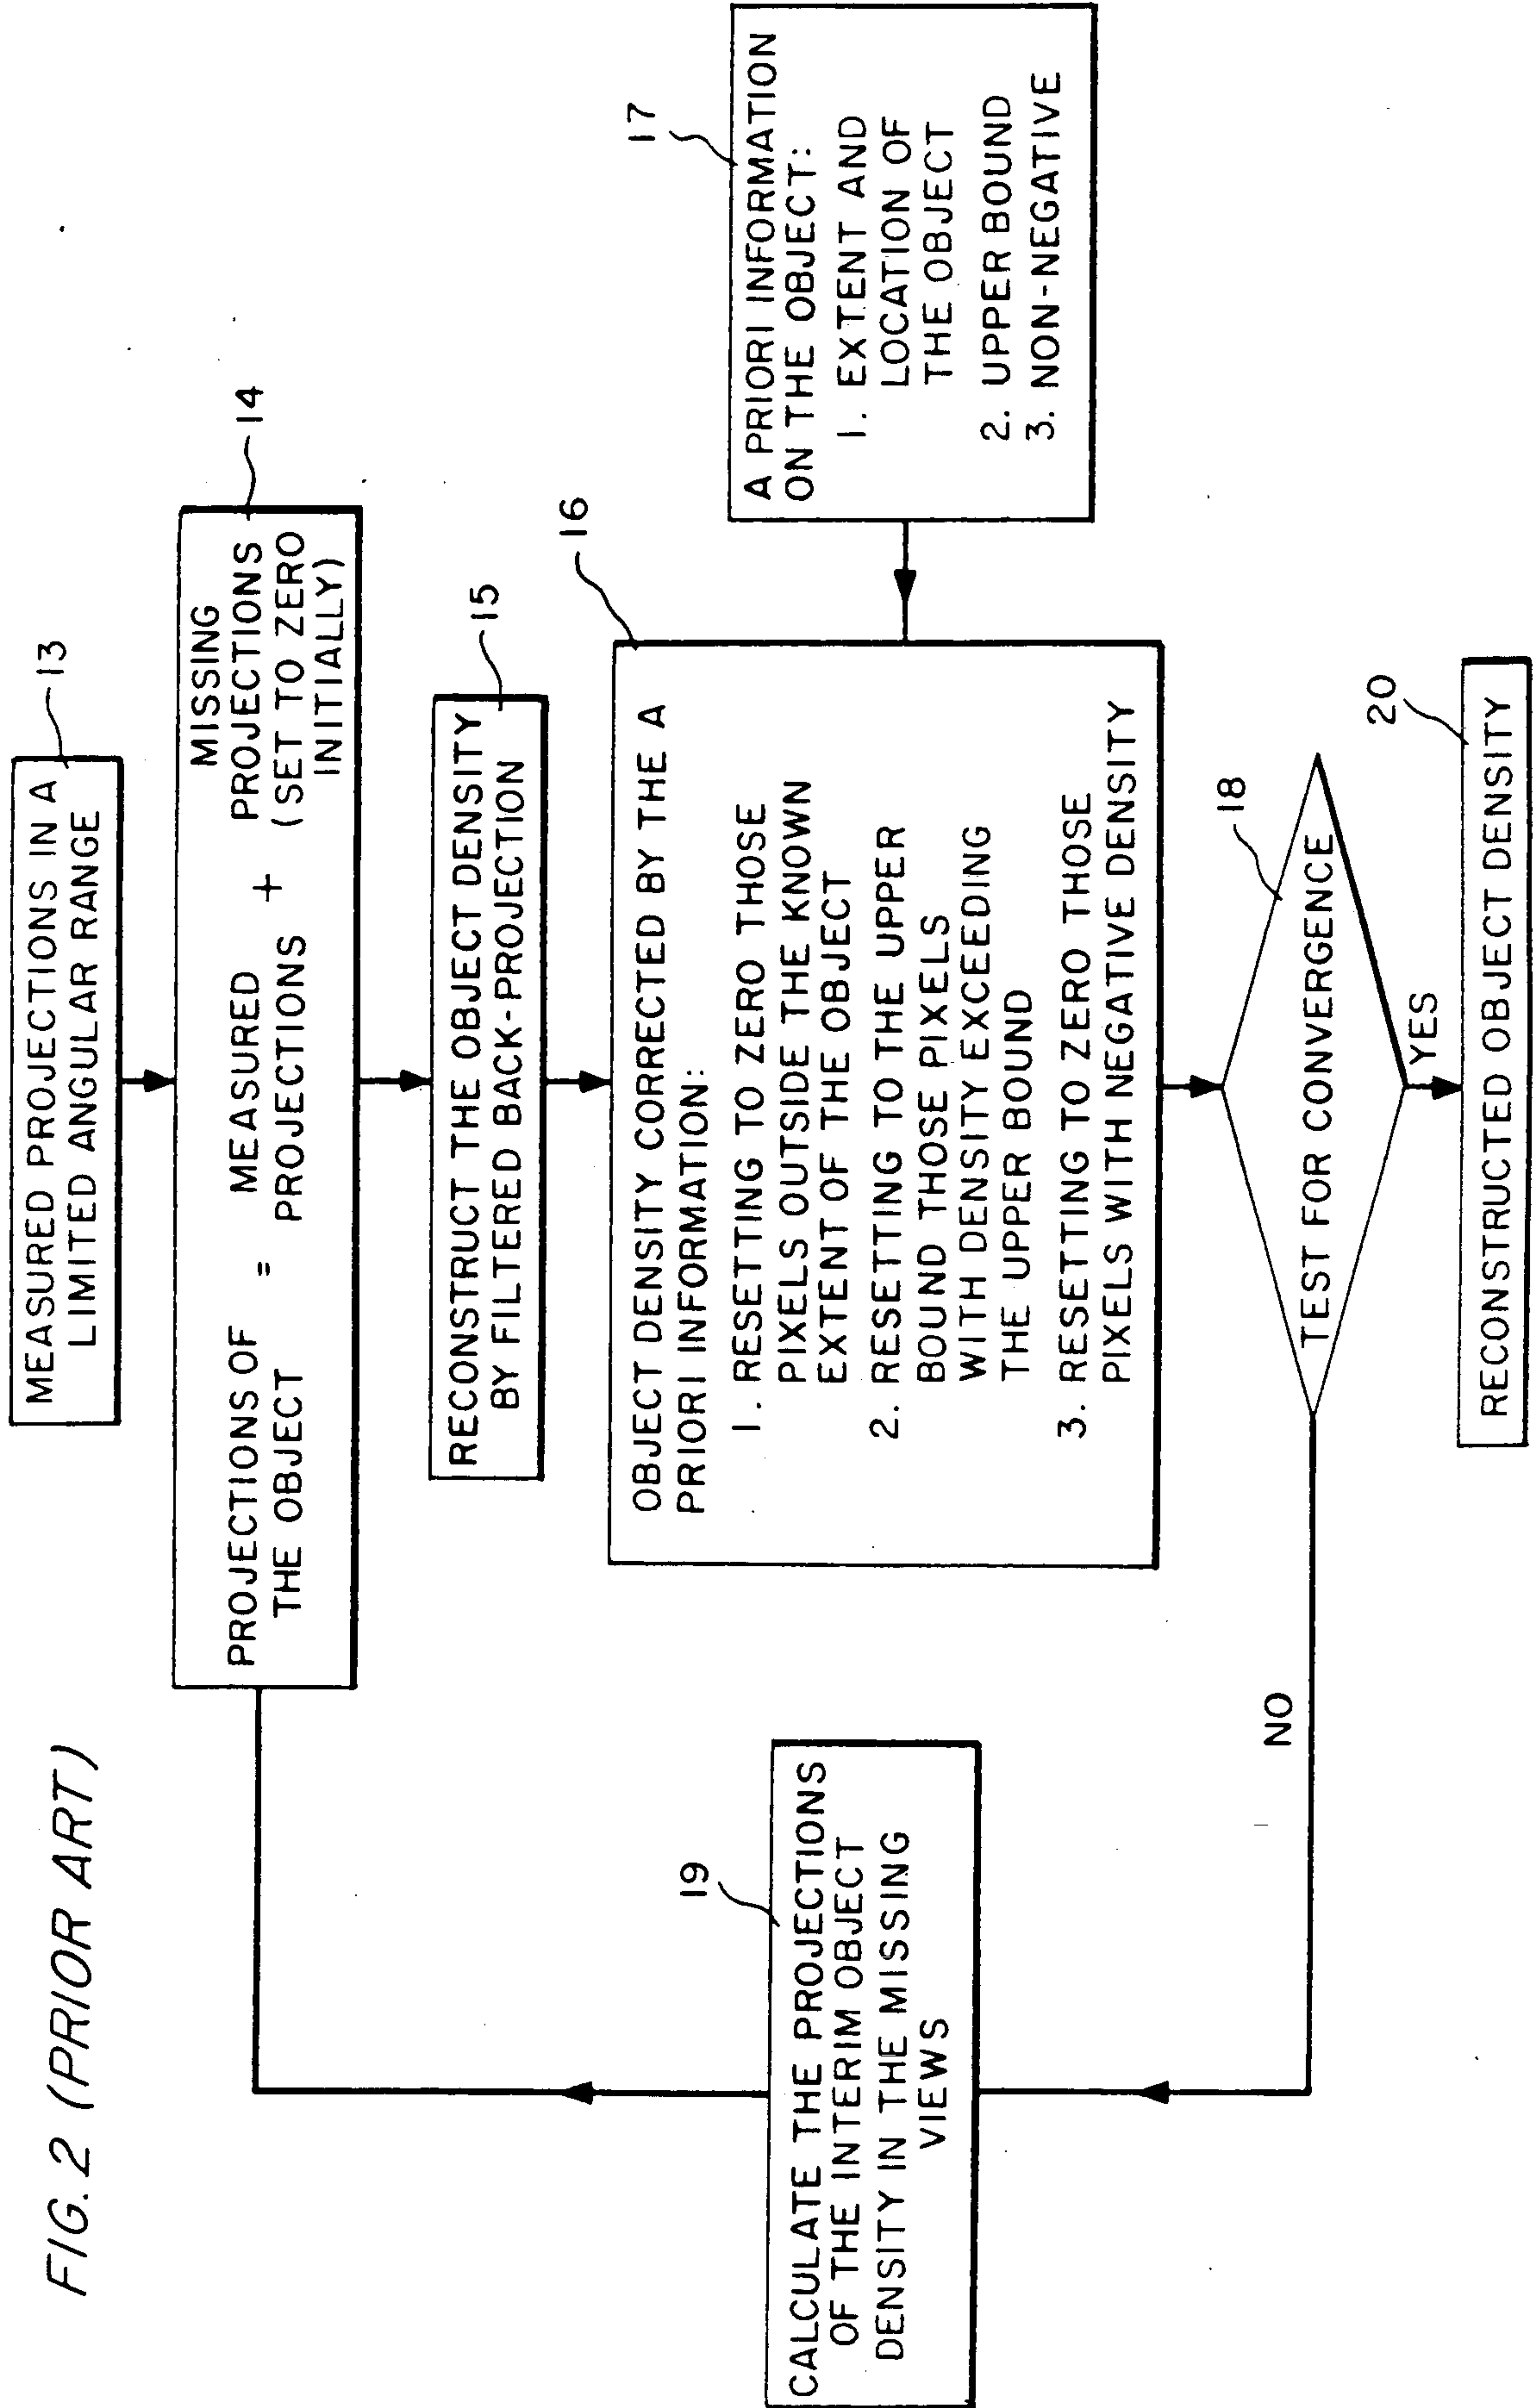 FIG. 2 (PRIOR ART)
MEASURED PROJECTIONS IN A
LIMITED ANGULAR RANGE
13
PROJECTIONS OF
THE OBJECT
=
MEASURED
PROJECTIONS
+
MISSING
PROJECTIONS
(SET TO ZERO
INITIALLY)
14
RECONSTRUCT THE OBJECT DENSITY
BY FILTERED BACK-PROJECTION
15
OBJECT DENSITY CORRECTED BY THE A
PRIORI INFORMATION:
1. RESETTING TO ZERO THOSE
PIXELS OUTSIDE THE KNOWN
EXTENT OF THE OBJECT
2. RESETTING TO THE UPPER
BOUND THOSE PIXELS
WITH DENSITY EXCEEDING
THE UPPER BOUND
3. RESETTING TO ZERO THOSE
PIXELS WITH NEGATIVE DENSITY
16
A PRIORI INFORMATION
ON THE OBJECT:
1. EXTENT AND
LOCATION OF
THE OBJECT
2. UPPER BOUND
3. NON-NEGATIVE
17
TEST FOR CONVERGENCE
18
NO
YES
CALCULATE THE PROJECTIONS
OF THE INTERIM OBJECT
DENSITY IN THE MISSING
VIEWS
19
RECONSTRUCTED OBJECT DENSITY
20